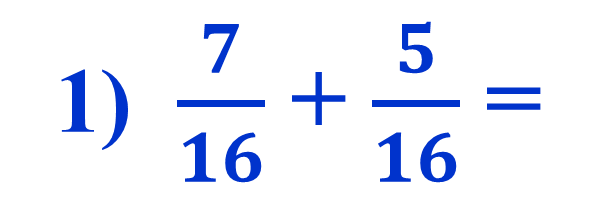 1) 7/16 + 5/16 =